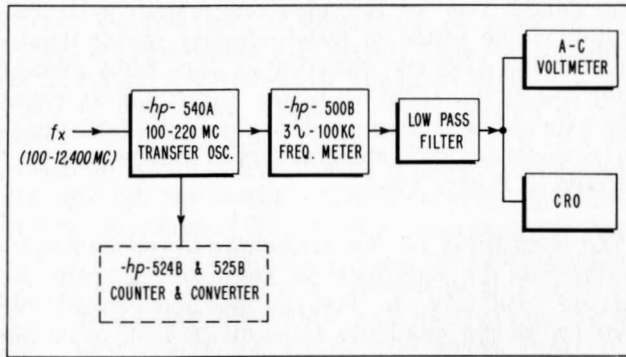 A-C
VOLTMETER
-hp- 540A
100-220 MC
TRANSFER OSC.
-hp- 500B
3∿-100KC
FREQ. METER
LOW PASS
FILTER
fx
(100-12,400 MC)
CRO
-hp-524B & 525B
COUNTER & CONVERTER